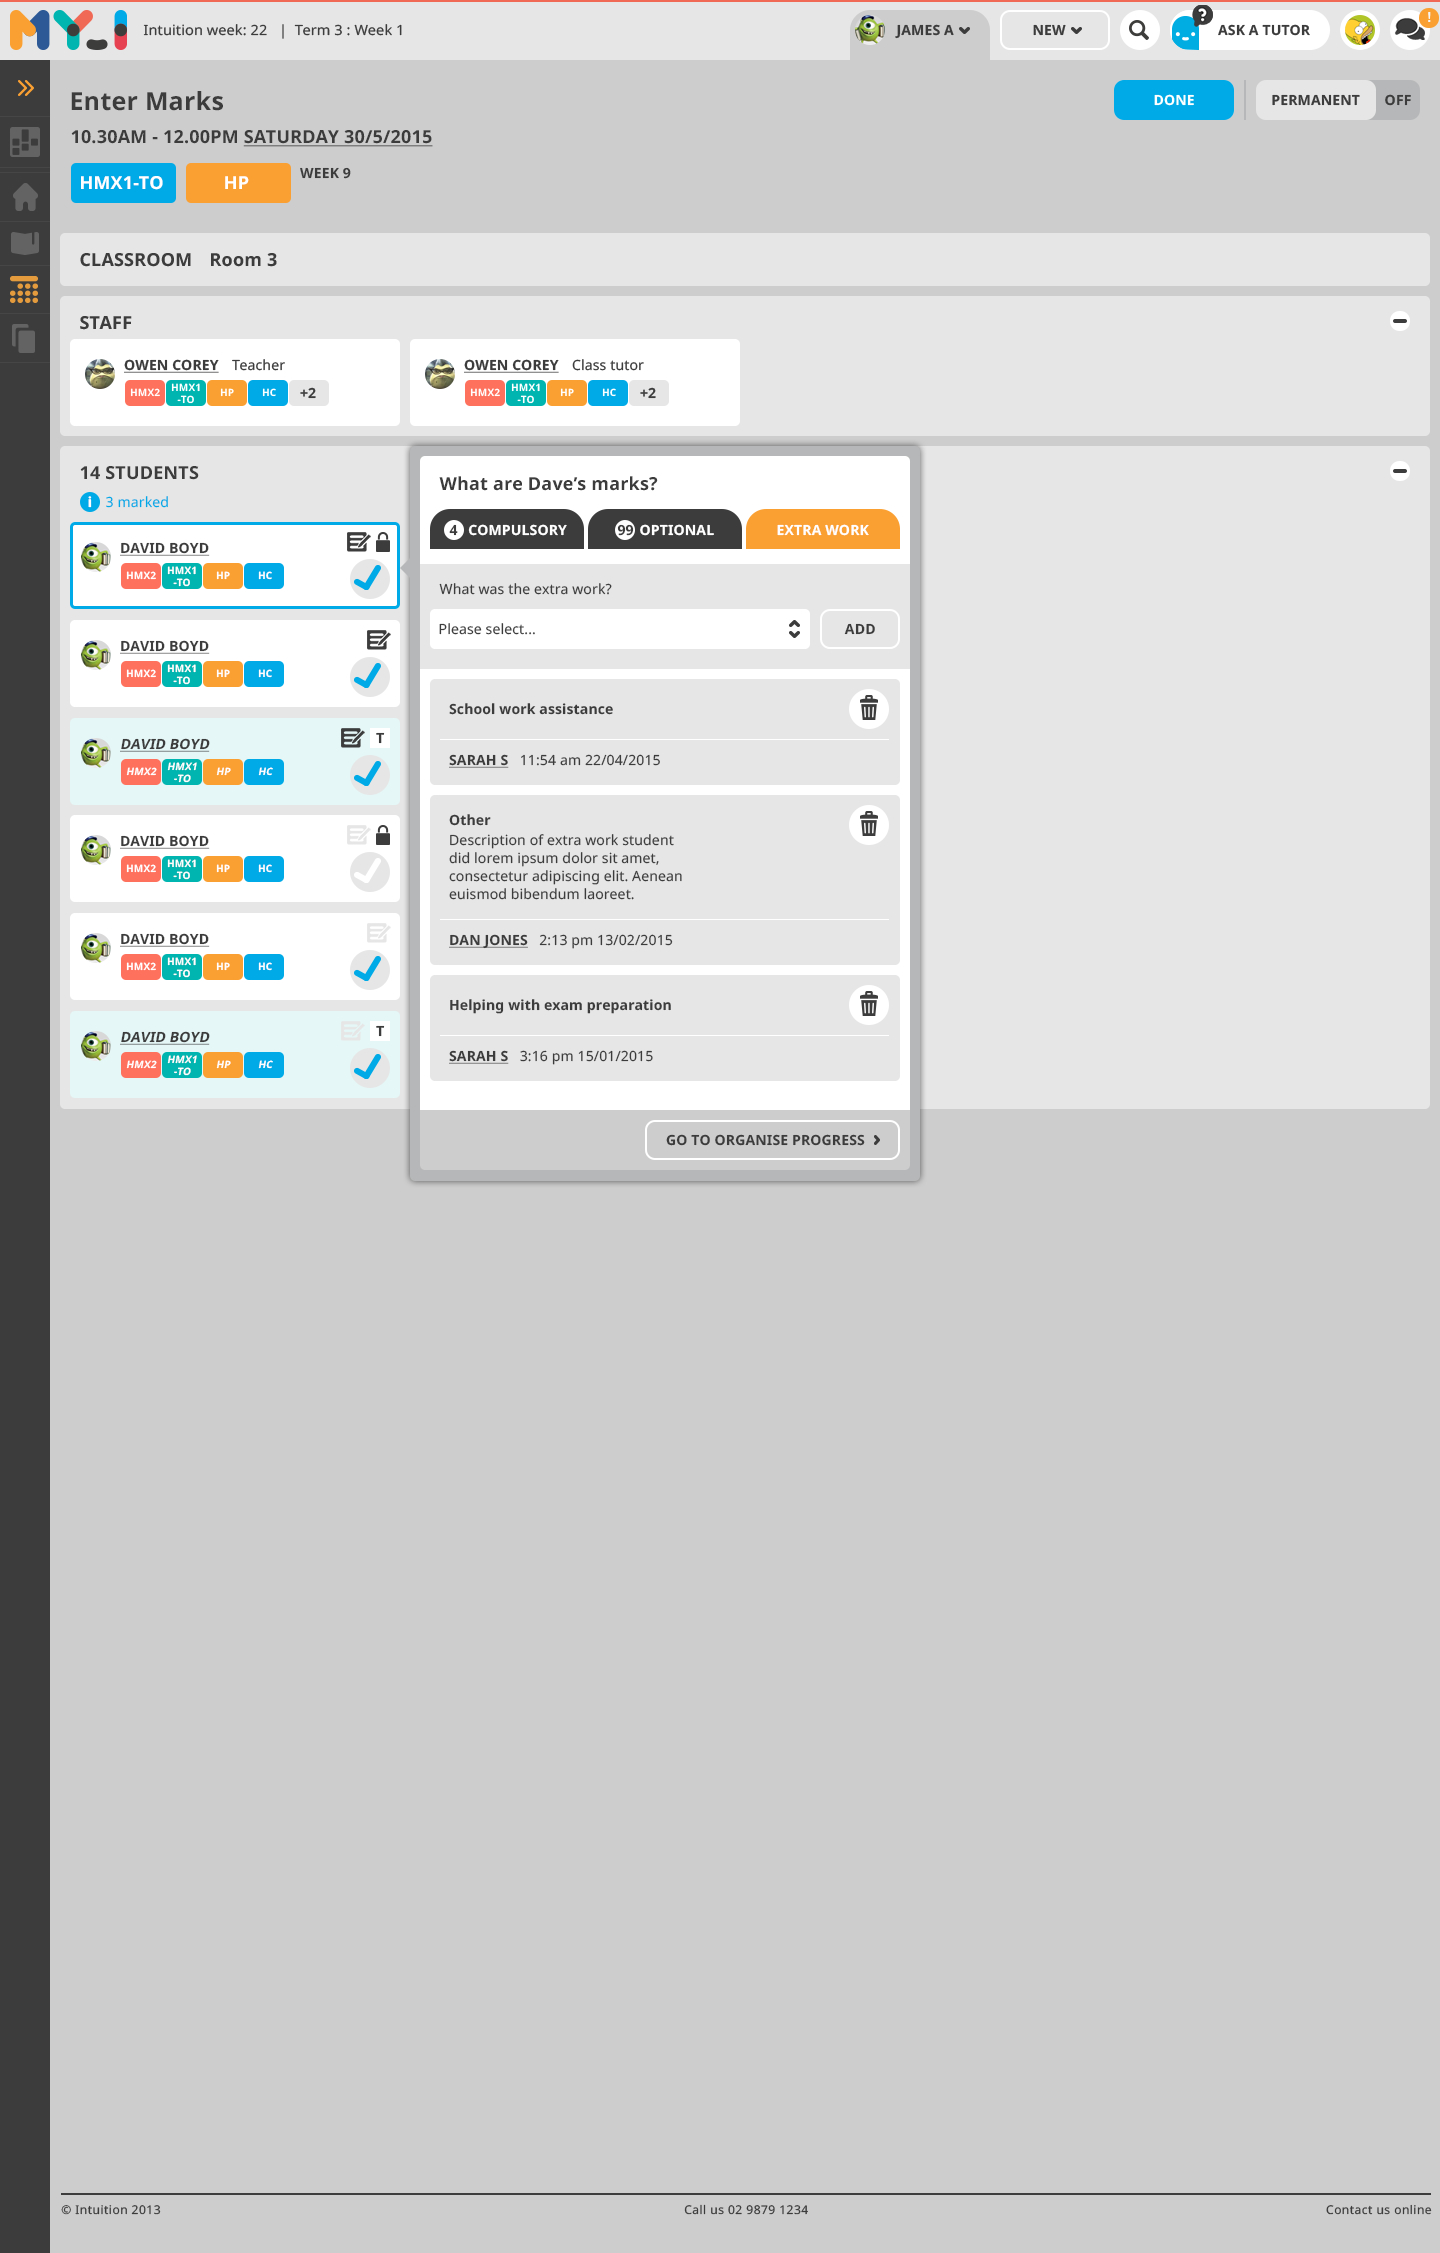 MY_I
Intuition week: 22 | Term 3 : Week 1
JAMES A
NEW
?
ASK A TUTOR
!
Enter Marks
DONE
PERMANENT
OFF
10.30AM - 12.00PM SATURDAY 30/5/2015
HMX1-TO
HP
WEEK 9
CLASSROOM Room 3
STAFF
OWEN COREY Teacher
HMX2
HMX1
-TO
HP
HC
+2
OWEN COREY Class tutor
HMX2
HMX1
-TO
HP
HC
+2
14 STUDENTS
i 3 marked
DAVID BOYD
HMX2
HMX1
-TO
HP
HC
DAVID BOYD
HMX2
HMX1
-TO
HP
HC
DAVID BOYD
T
HMX2
HMX1
-TO
HP
HC
DAVID BOYD
HMX2
HMX1
-TO
HP
HC
DAVID BOYD
HMX2
HMX1
-TO
HP
HC
DAVID BOYD
T
HMX2
HMX1
-TO
HP
HC
What are Dave’s marks?
4 COMPULSORY
99 OPTIONAL
EXTRA WORK
What was the extra work?
Please select...
ADD
School work assistance
SARAH S 11:54 am 22/04/2015
Other
Description of extra work student
did lorem ipsum dolor sit amet,
consectetur adipiscing elit. Aenean
euismod bibendum laoreet.
DAN JONES 2:13 pm 13/02/2015
Helping with exam preparation
SARAH S 3:16 pm 15/01/2015
GO TO ORGANISE PROGRESS
© Intuition 2013
Call us 02 9879 1234
Contact us online